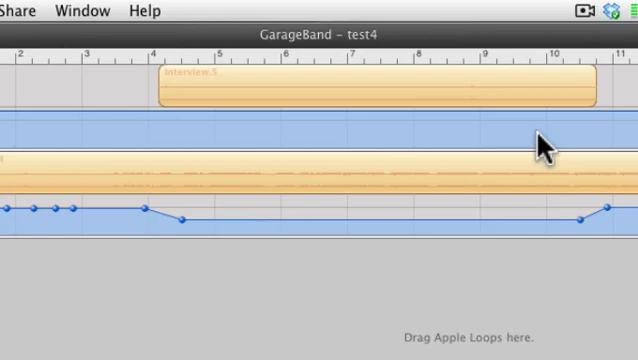 Share Window Help
GarageBand - test4
2 3 4 5 6 7 8 9 10 11
Interview.5
Drag Apple Loops here.